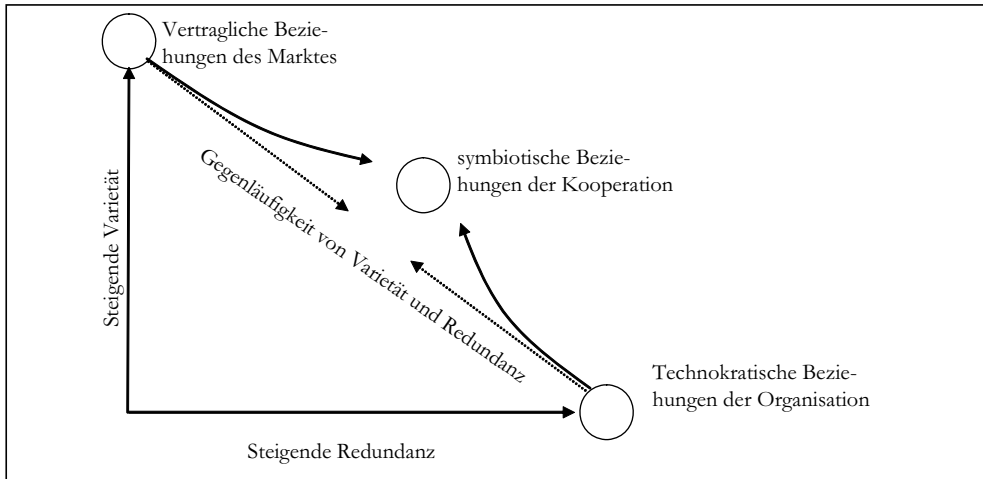 Vertragliche Bezie-
hungen des Marktes
symbiotische Bezie-
hungen der Kooperation
Gegenläufigkeit von Varietät und Redundanz
Steigende Varietät
Technokratische Bezie-
hungen der Organisation
Steigende Redundanz